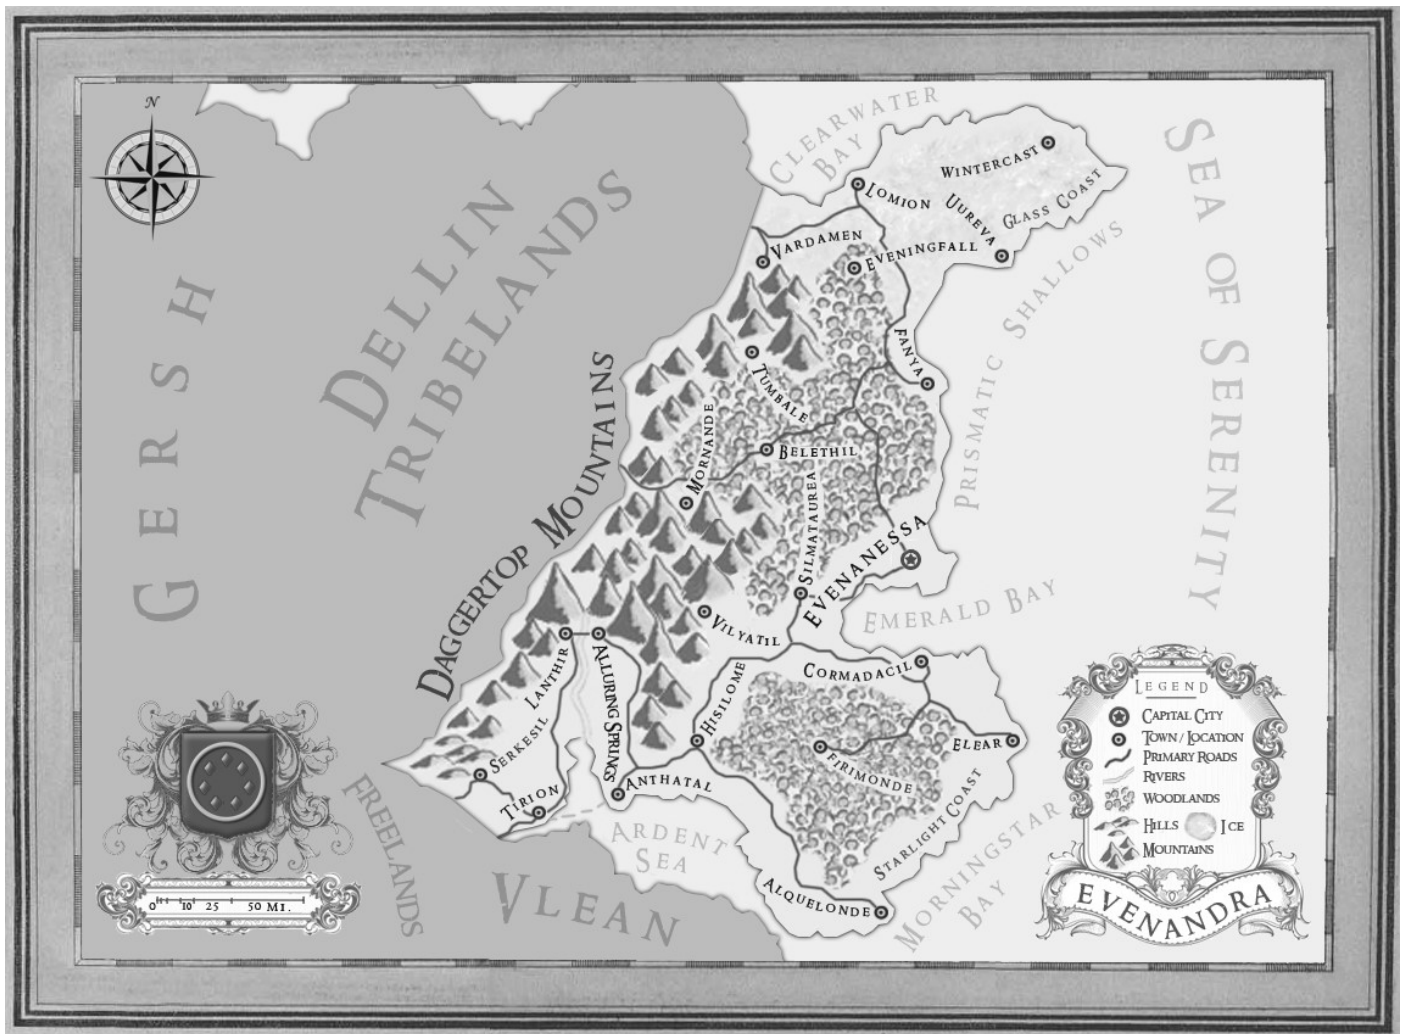 N
CLEARWATER
BAY
WINTERCAST
LOMION
UUREVA
GLASS COAST
SEA OF SERENITY
DELLIN
TRIBELANDS
VARDAMEN
EVENINGFALL
PRISMATIC SHALLOWS
GERSH
FANYA
TUMBALE
DAGGERTOP MOUNTAINS
MORNANDE
BELETHIL
SILMATAUREA
EVENANESSA
EMERALD BAY
VILYATIL
LANTHIR
ALLURING SPRINGS
HISILOME
CORMADACIL
SERKESIL
ELEAR
FIRIMONDE
TIRION
ANTHATAL
STARLIGHT COAST
FREELANDS
ARDENT
SEA
VLEAN
ALQUELONDE
MORNINGSTAR
BAY
0 10 25 50 MI.
LEGEND
CAPITAL CITY
TOWN / LOCATION
PRIMARY ROADS
RIVERS
WOODLANDS
HILLS ICE
MOUNTAINS
EVENANDRA